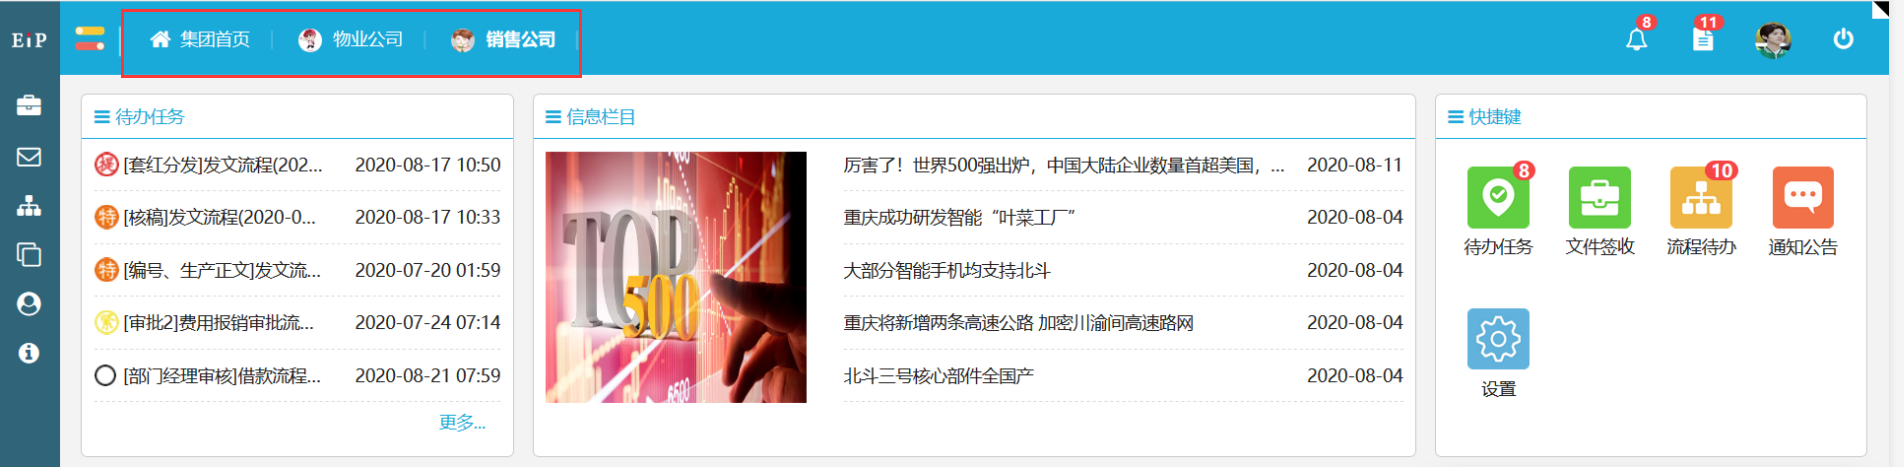 EiP
集团首页
物业公司
销售公司
8
11
待办任务
提 [套红分发]发文流程(202... 2020-08-17 10:50
特 [核稿]发文流程(2020-0... 2020-08-17 10:33
特 [编号、生产正文]发文流... 2020-07-20 01:59
[审批2]费用报销审批流... 2020-07-24 07:14
[部门经理审核]借款流程... 2020-08-21 07:59
更多...
信息栏目
TOP
500
6500
厉害了！世界500强出炉，中国大陆企业数量首超美国，... 2020-08-11
重庆成功研发智能“叶菜工厂” 2020-08-04
大部分智能手机均支持北斗 2020-08-04
重庆将新增两条高速公路 加密川渝间高速路网 2020-08-04
北斗三号核心部件全国产 2020-08-04
快捷键
8
10
待办任务
文件签收
流程待办
通知公告
设置